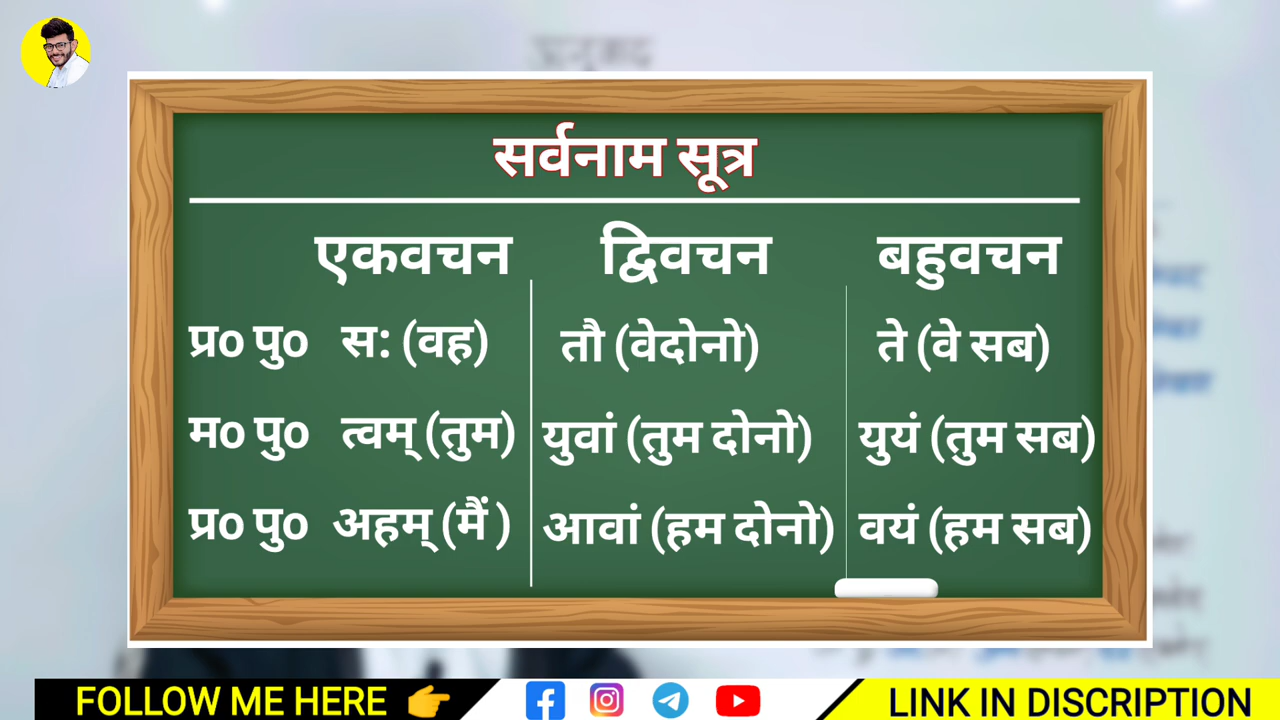 सर्वनाम सूत्र
एकवचन द्विवचन बहुवचन
प्र० पु० स: (वह) तौ (वेदोनो) ते (वे सब)
म० पु० त्वम् (तुम) युवां (तुम दोनो) युयं (तुम सब)
प्र० पु० अहम् (मैं ) आवां (हम दोनो) वयं (हम सब)
FOLLOW ME HERE LINK IN DISCRIPTION